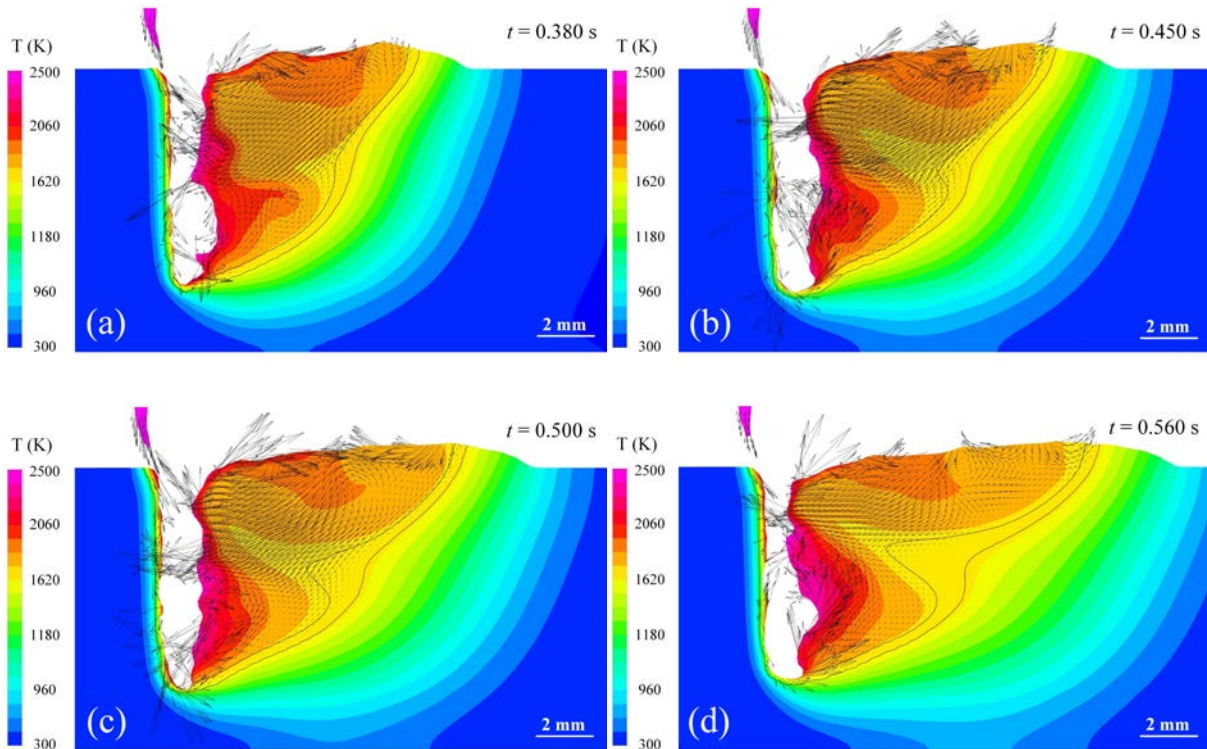 t = 0.380 s
T (K)
2500
2060
1620
1180
960
300
(a)
2 mm
t = 0.450 s
T (K)
2500
2060
1620
1180
960
300
(b)
2 mm
t = 0.500 s
T (K)
2500
2060
1620
1180
960
300
(c)
2 mm
t = 0.560 s
T (K)
2500
2060
1620
1180
960
300
(d)
2 mm